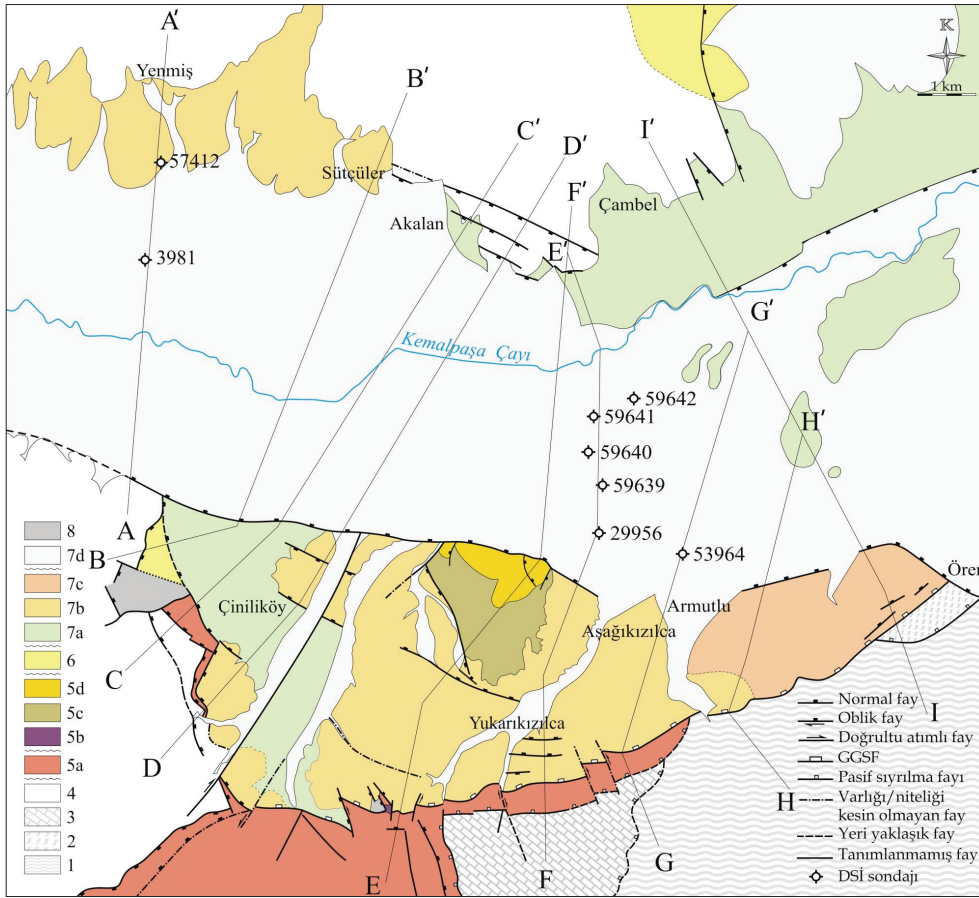 A′
K
1 km
Yenmiş
B′
C′
I′
D′
57412
Sütçüler
F′
Çambel
Akalan
3981
E′
G′
Kemalpaşa Çayı
59642
59641
H′
59640
59639
A
29956
B
53964
Ören
Armutlu
Çiniliköy
Aşağıkızılca
C
Yukarıkızılca
I
D
H
G
F
E
8
7d
7c
7b
7a
6
5d
5c
5b
5a
4
3
2
1
Normal fay
Oblik fay
Doğrultu atımlı fay
GGSF
Pasif sıyrılma fayı
Varlığı/niteliği
kesin olmayan fay
Yeri yaklaşık fay
Tanımlanmamış fay
DSİ sondajı